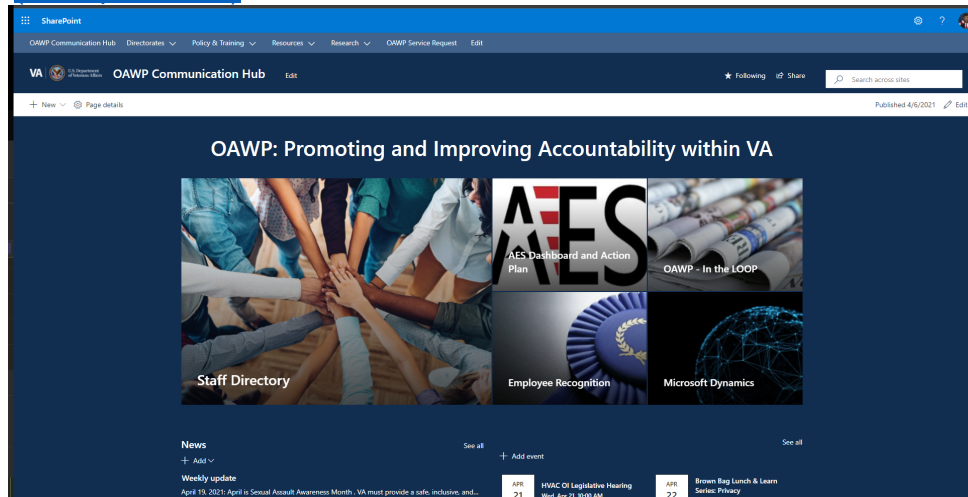 SharePoint
OAWP Communication Hub Directorates Policy & Training Resources Research OAWP Service Request Edit
VA U.S. Department of Veterans Affairs OAWP Communication Hub Edit
Following Share Search across sites
New Page details Published 4/6/2021 Edit
OAWP: Promoting and Improving Accountability within VA
AES
AES Dashboard and Action
Plan
OAWP - In the LOOP
Staff Directory
Employee Recognition
Microsoft Dynamics
News See all
Add
Weekly update
April 19, 2021: April is Sexual Assault Awareness Month . VA must provide a safe, inclusive, and...
See all
Add event
APR
21
HVAC OI Legislative Hearing
Wed, Apr 21, 10:00 AM
APR
22
Brown Bag Lunch & Learn
Series: Privacy